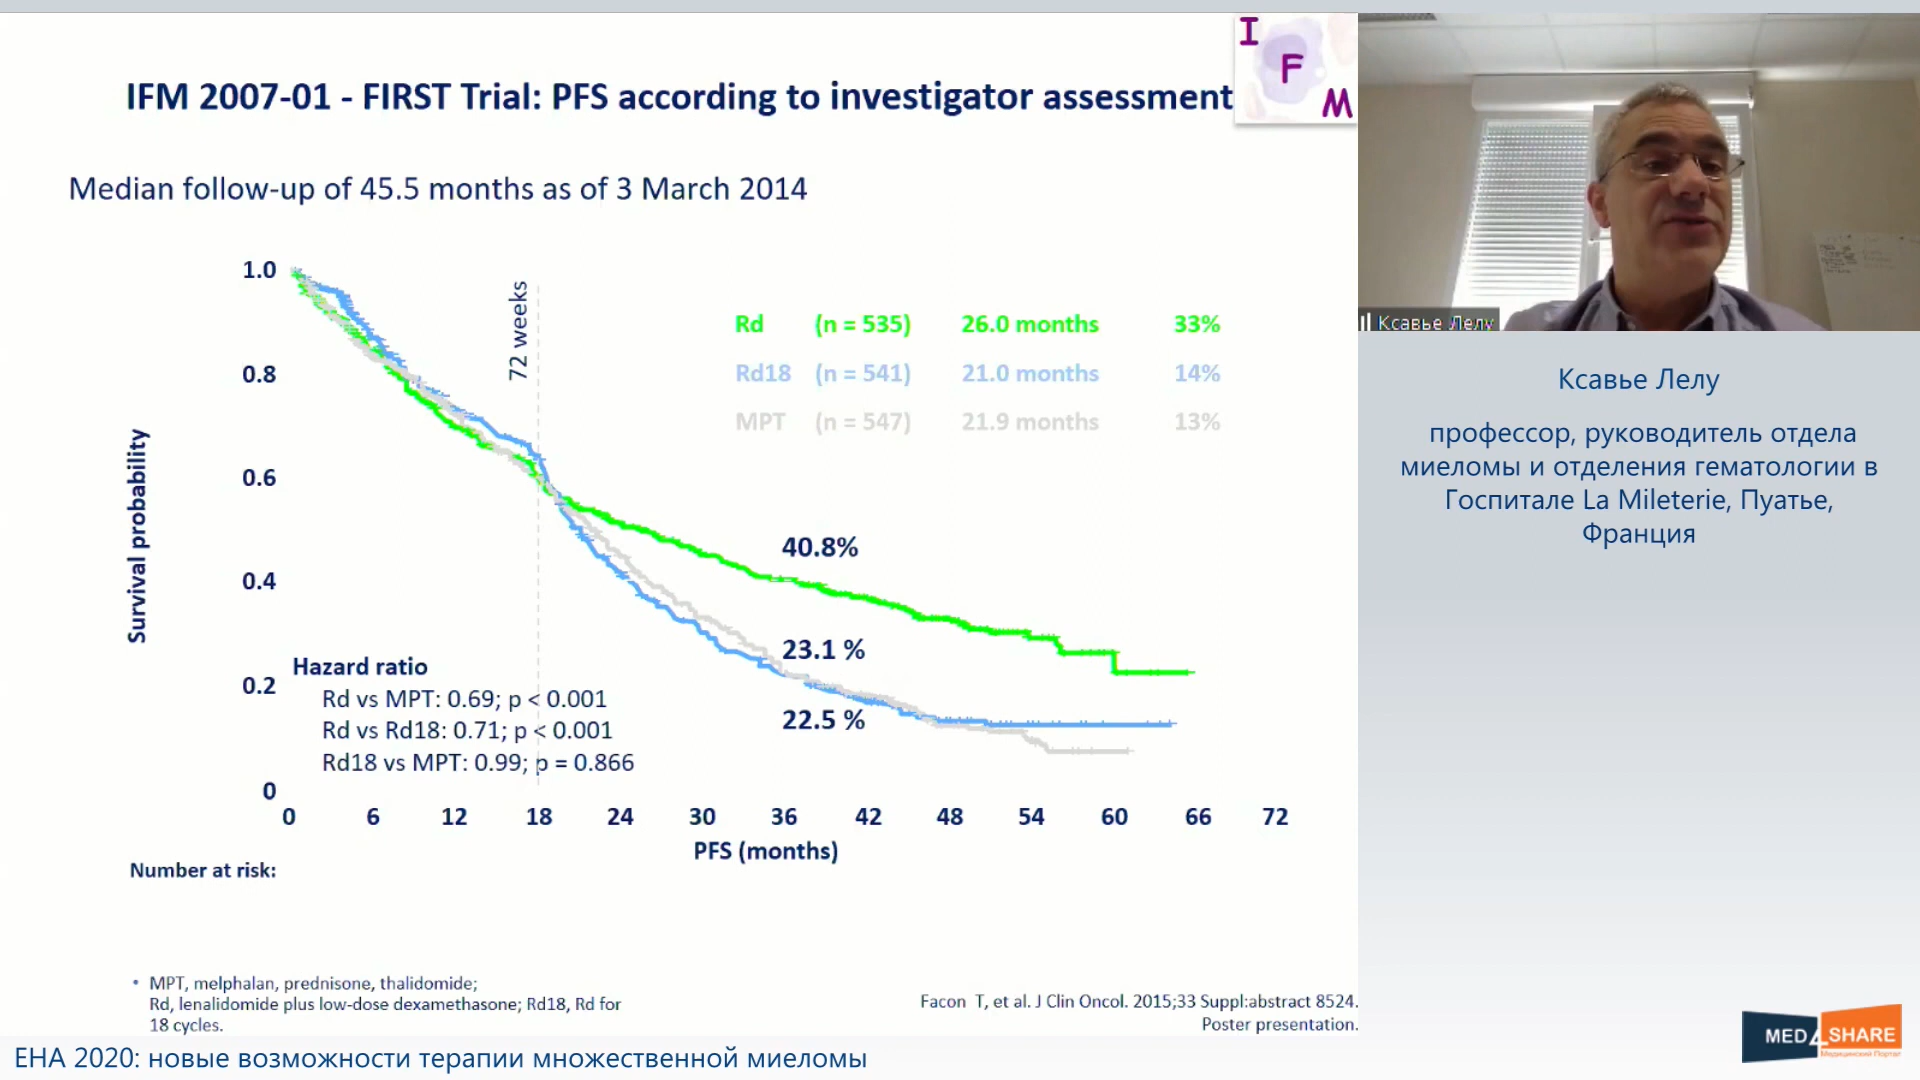 I
F
M
IFM 2007-01 - FIRST Trial: PFS according to investigator assessment
Median follow-up of 45.5 months as of 3 March 2014
72 weeks
Rd (n = 535) 26.0 months 33%
Rd18 (n = 541) 21.0 months 14%
MPT (n = 547) 21.9 months 13%
Survival probability
1.0
0.8
0.6
0.4
0.2
0
40.8%
23.1 %
22.5 %
Hazard ratio
Rd vs MPT: 0.69; p < 0.001
Rd vs Rd18: 0.71; p < 0.001
Rd18 vs MPT: 0.99; p = 0.866
0 6 12 18 24 30 36 42 48 54 60 66 72
PFS (months)
Number at risk:
• MPT, melphalan, prednisone, thalidomide;
Rd, lenalidomide plus low-dose dexamethasone; Rd18, Rd for
18 cycles.
Facon T, et al. J Clin Oncol. 2015;33 Suppl:abstract 8524.
Poster presentation.
Ксавье Лелу
Ксавье Лелу
профессор, руководитель отдела
миеломы и отделения гематологии в
Госпитале La Mileterie, Пуатье,
Франция
MED4SHARE
Медицинский Портал
EHA 2020: новые возможности терапии множественной миеломы